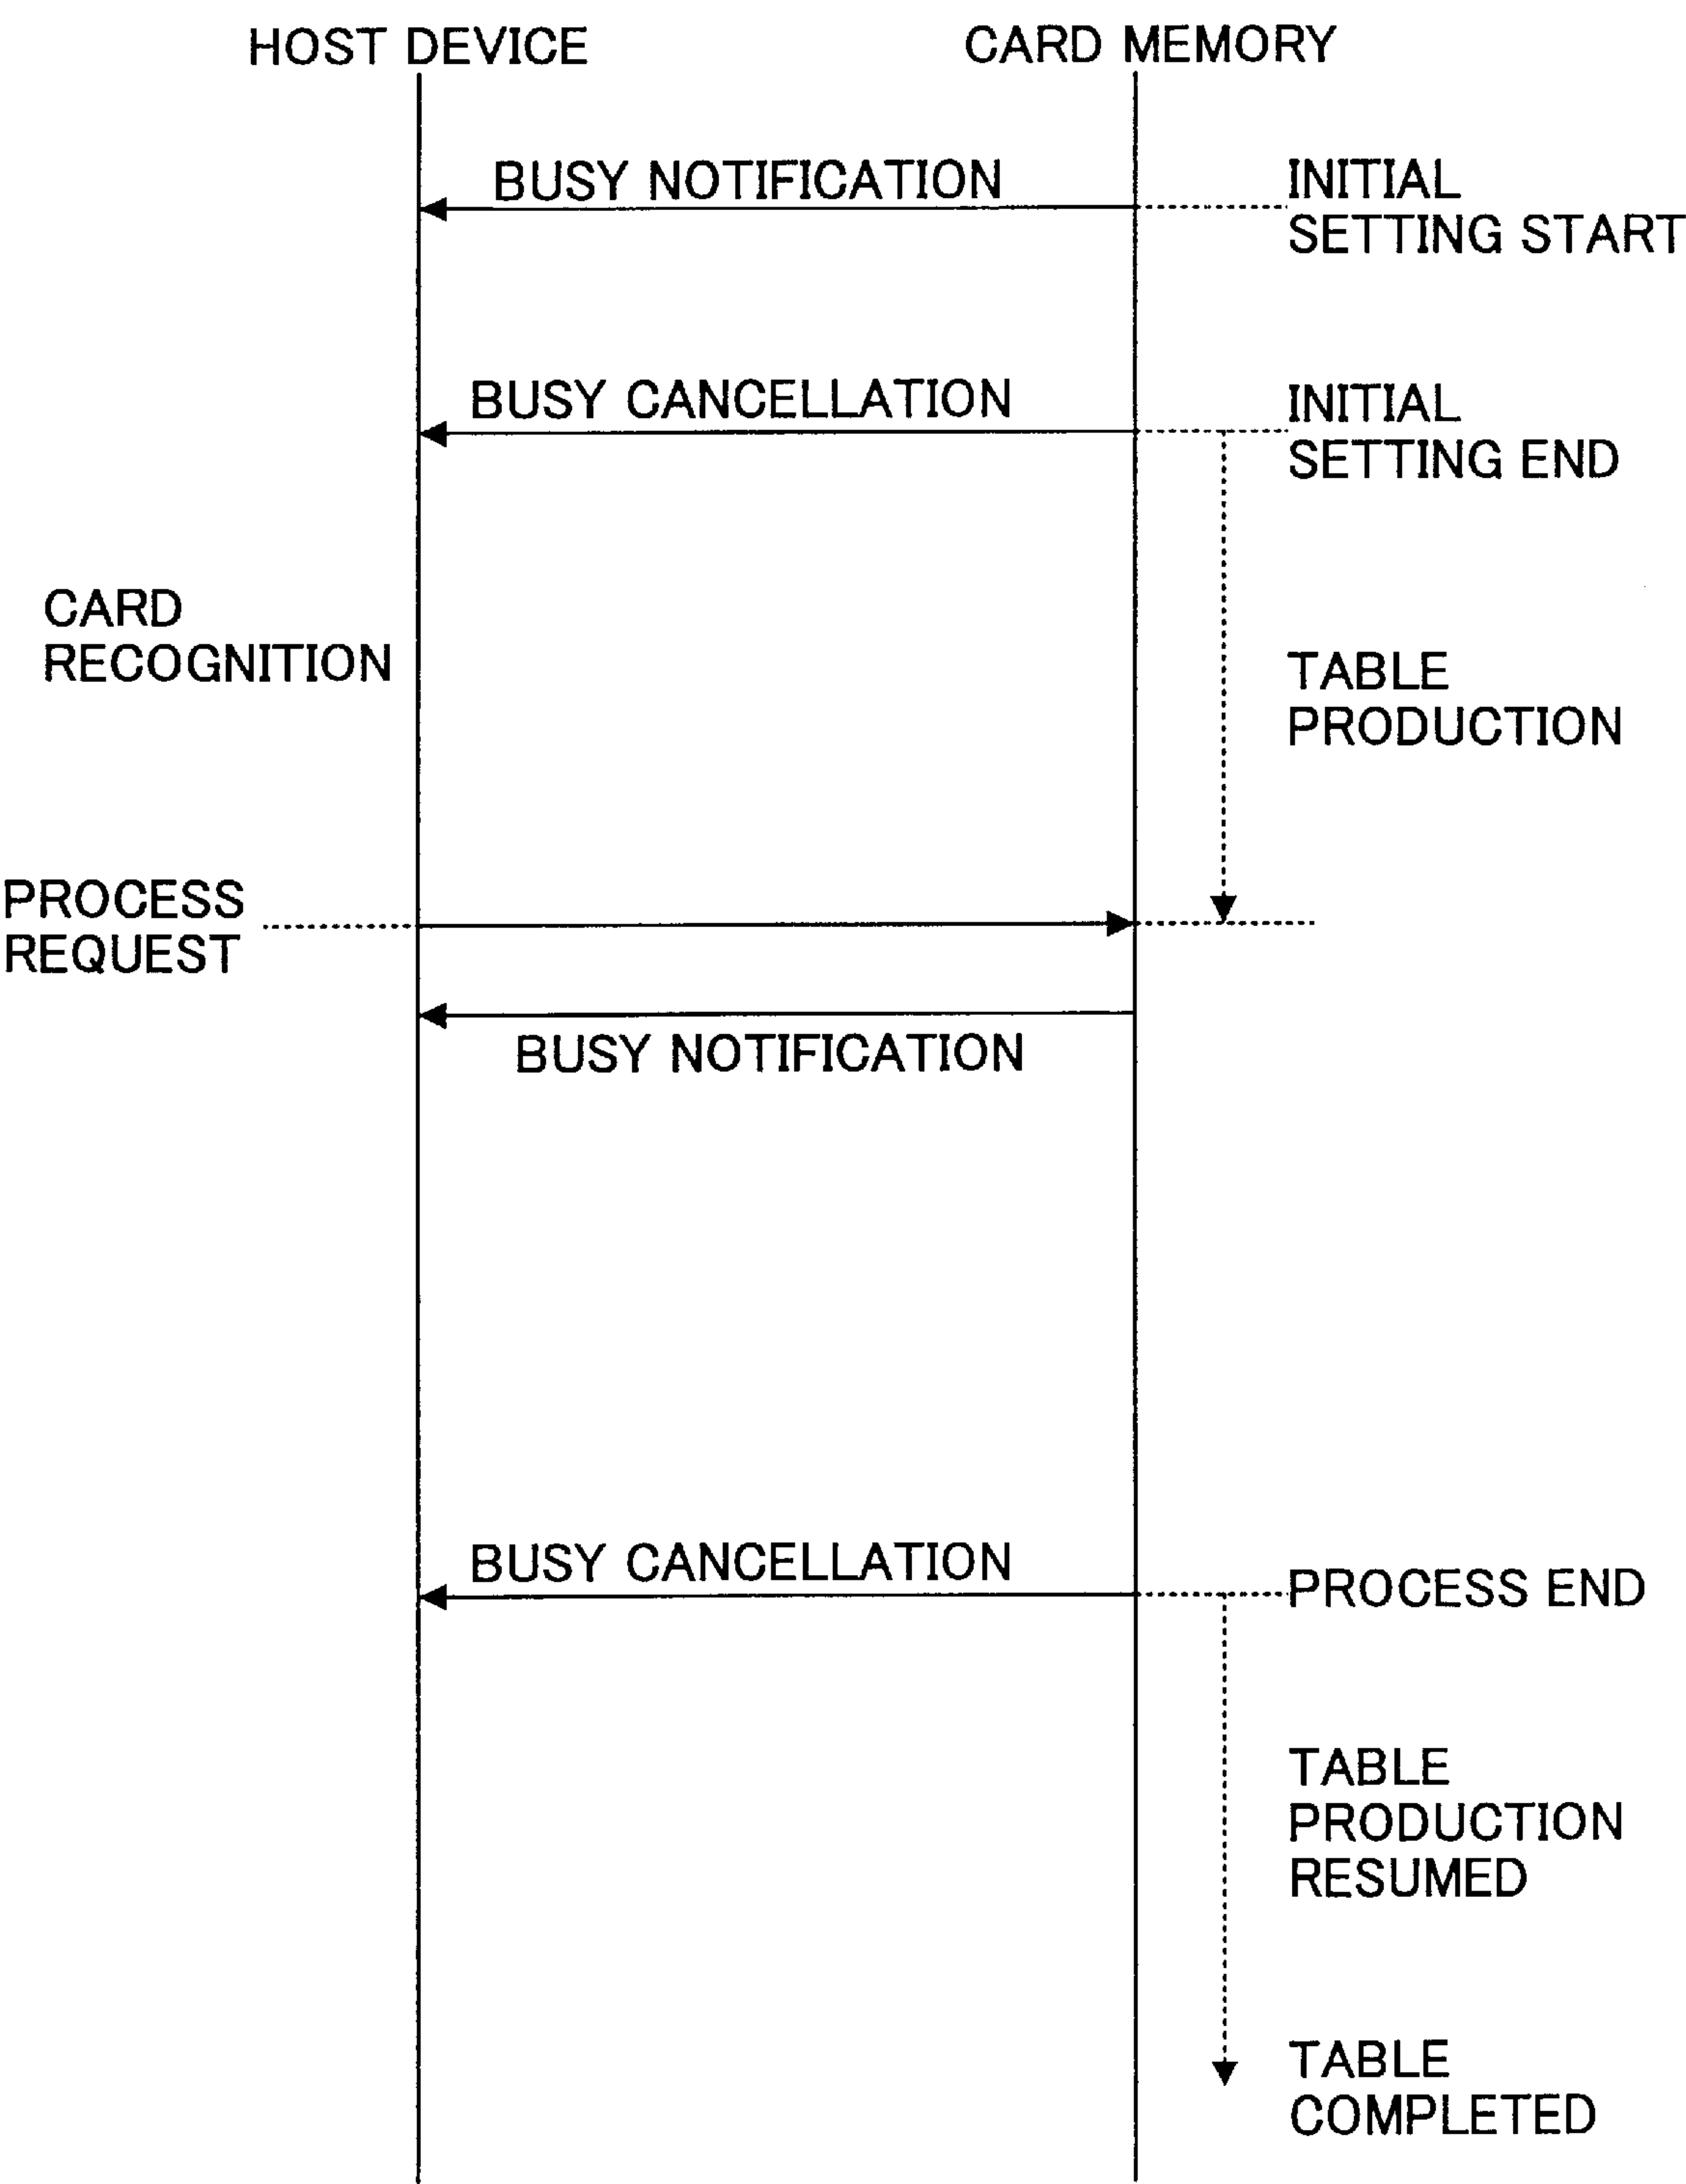 HOST DEVICE
CARD MEMORY
BUSY NOTIFICATION
INITIAL
SETTING START
BUSY CANCELLATION
INITIAL
SETTING END
CARD
RECOGNITION
TABLE
PRODUCTION
PROCESS
REQUEST
BUSY NOTIFICATION
BUSY CANCELLATION
PROCESS END
TABLE
PRODUCTION
RESUMED
TABLE
COMPLETED